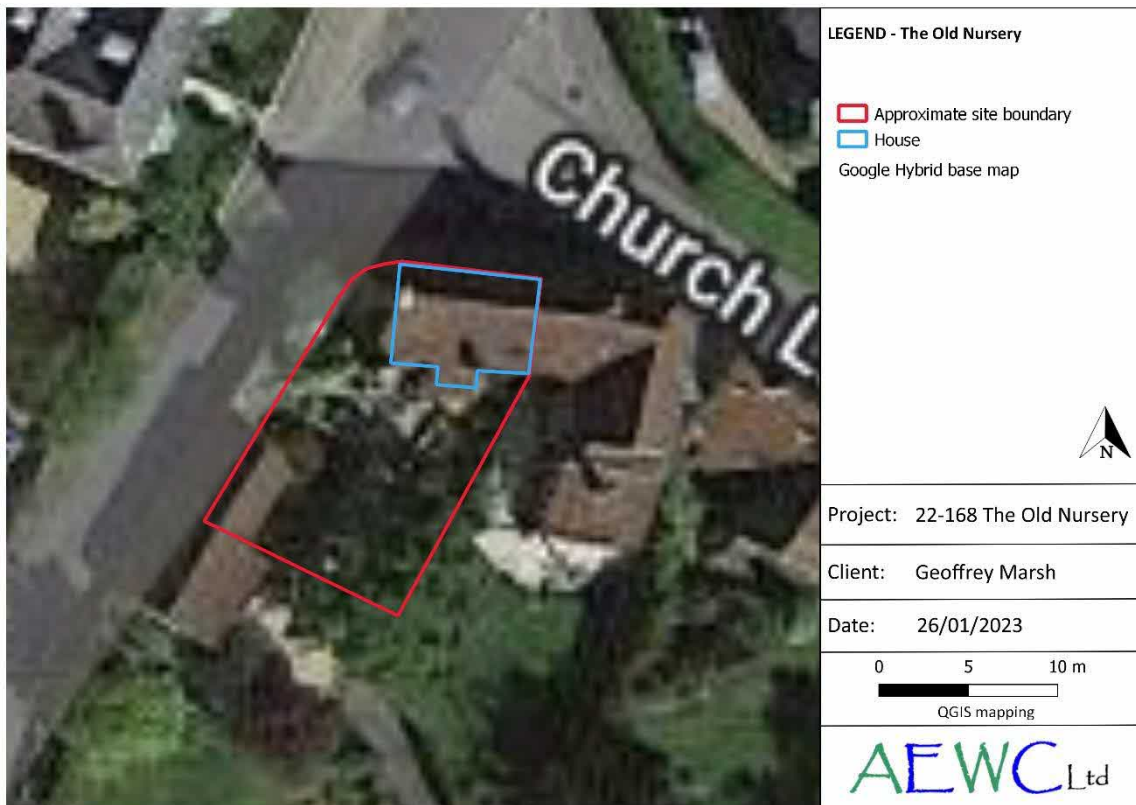 Church L
LEGEND - The Old Nursery
Approximate site boundary
House
Google Hybrid base map
N
Project: 22-168 The Old Nursery
Client: Geoffrey Marsh
Date: 26/01/2023
0 5 10 m
QGIS mapping
AEWC Ltd